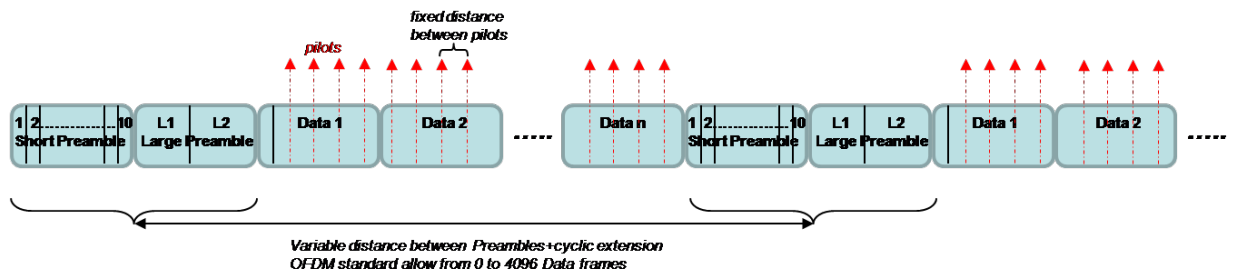 fixed distance
between pilots
pilots
1 2 ........................ 10
Short Preamble
L1 L2
Large Preamble
Data 1
Data 2
.....
Data n
1 2 ........................ 10
Short Preamble
L1 L2
Large Preamble
Data 1
Data 2
.....
Variable distance between Preambles+cyclic extension
OFDM standard allow from 0 to 4096 Data frames